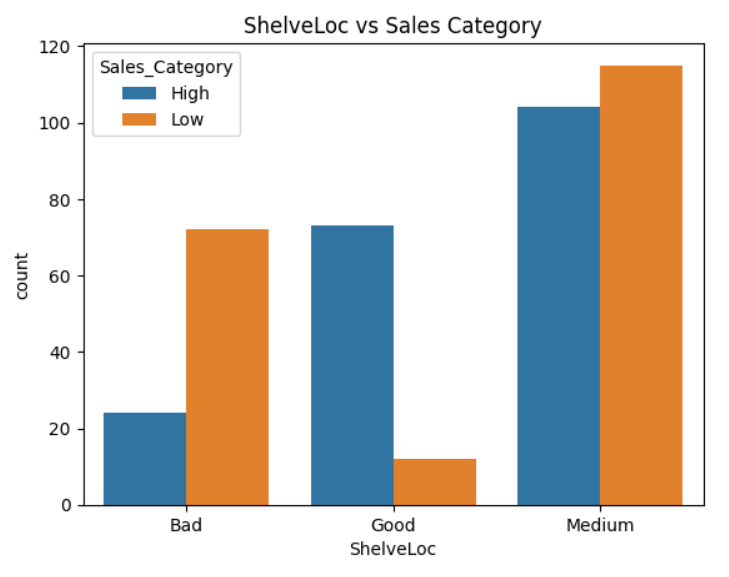 ShelveLoc vs Sales Category
Sales_Category
High
Low
120
100
80
60
40
20
0
count
Bad
Good
Medium
ShelveLoc